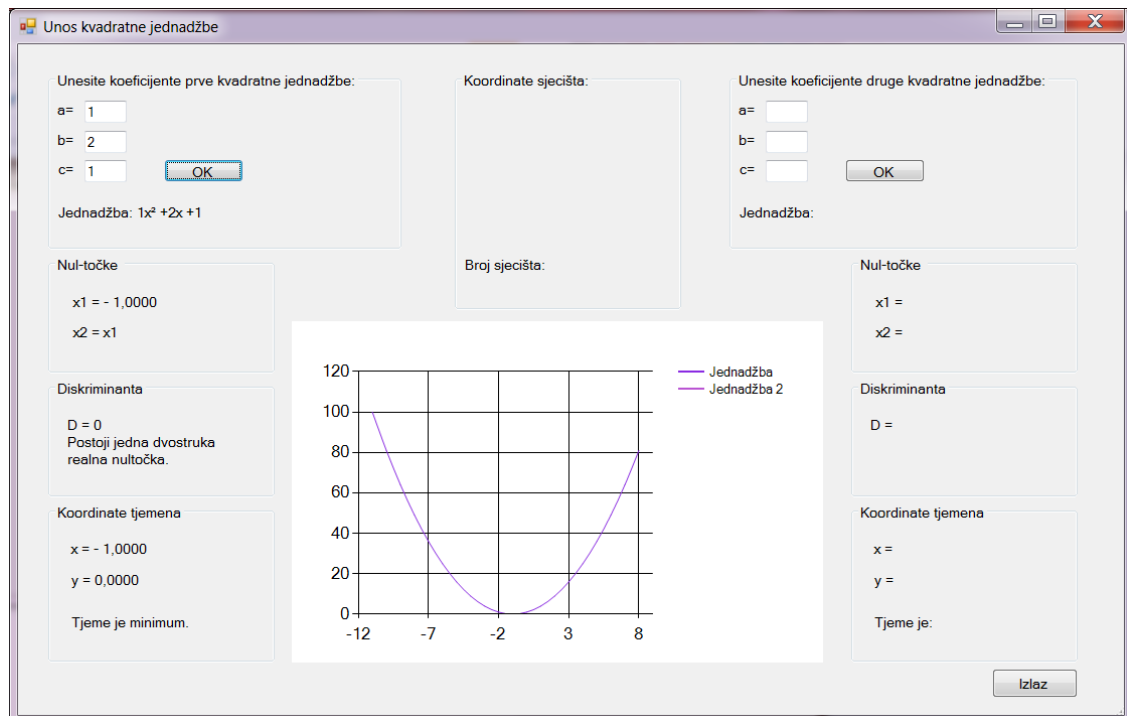 Unos kvadratne jednadžbe
Unesite koeficijente prve kvadratne jednadžbe:
a= 1
b= 2
c= 1
OK
Jednadžba: 1x² +2x +1
Koordinate sjecišta:
Broj sjecišta:
Unesite koeficijente druge kvadratne jednadžbe:
a=
b=
c=
OK
Jednadžba:
Nul-točke
x1 = - 1,0000
x2 = x1
Diskriminanta
D = 0
Postoji jedna dvostruka
realna nultočka.
Koordinate tjemena
x = - 1,0000
y = 0,0000
Tjeme je minimum.
120
100
80
60
40
20
0
-12 -7 -2 3 8
Jednadžba
Jednadžba 2
Nul-točke
x1 =
x2 =
Diskriminanta
D =
Koordinate tjemena
x =
y =
Tjeme je:
Izlaz